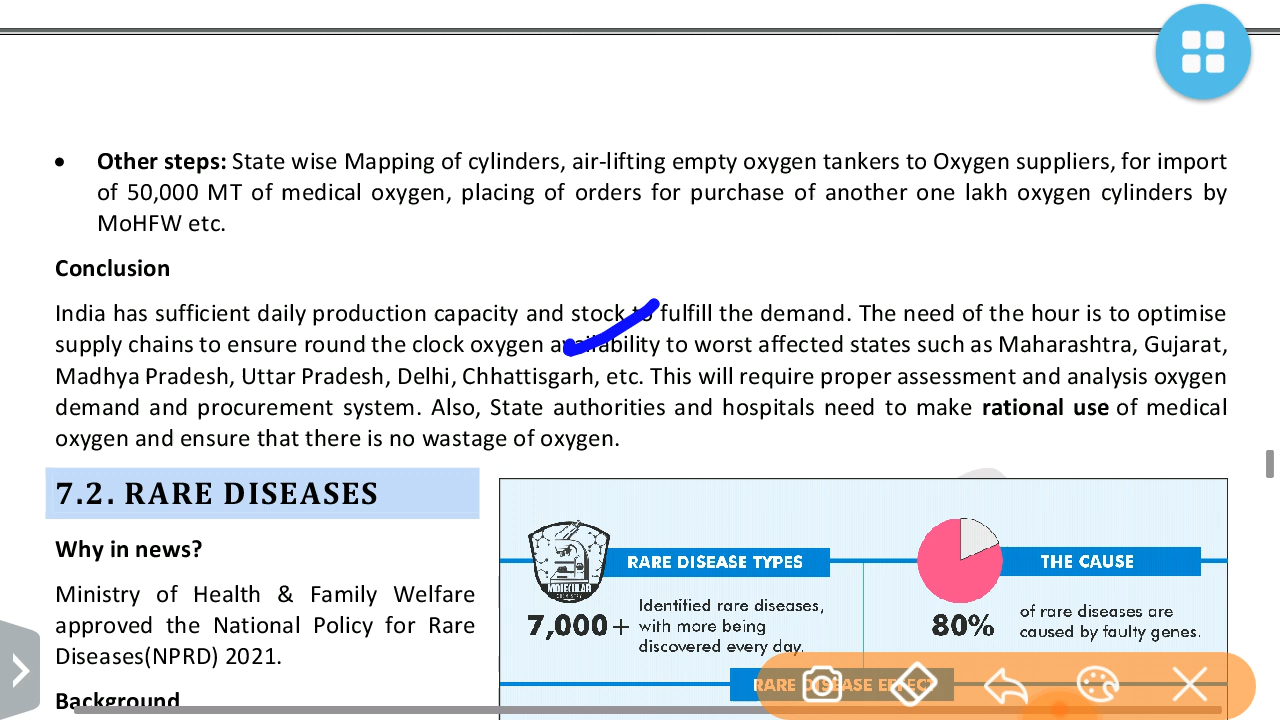 • Other steps: State wise Mapping of cylinders, air-lifting empty oxygen tankers to Oxygen suppliers, for import
of 50,000 MT of medical oxygen, placing of orders for purchase of another one lakh oxygen cylinders by
MoHFW etc.
Conclusion
India has sufficient daily production capacity and stock to fulfill the demand. The need of the hour is to optimise
supply chains to ensure round the clock oxygen availability to worst affected states such as Maharashtra, Gujarat,
Madhya Pradesh, Uttar Pradesh, Delhi, Chhattisgarh, etc. This will require proper assessment and analysis oxygen
demand and procurement system. Also, State authorities and hospitals need to make rational use of medical
oxygen and ensure that there is no wastage of oxygen.
7.2. RARE DISEASES
Why in news?
Ministry of Health & Family Welfare
approved the National Policy for Rare
Diseases(NPRD) 2021.
Background
RARE DISEASE TYPES
7,000+
Identified rare diseases,
with more being
discovered every day.
THE CAUSE
80%
of rare diseases are
caused by faulty genes.
RARE DISEASE EFFECT